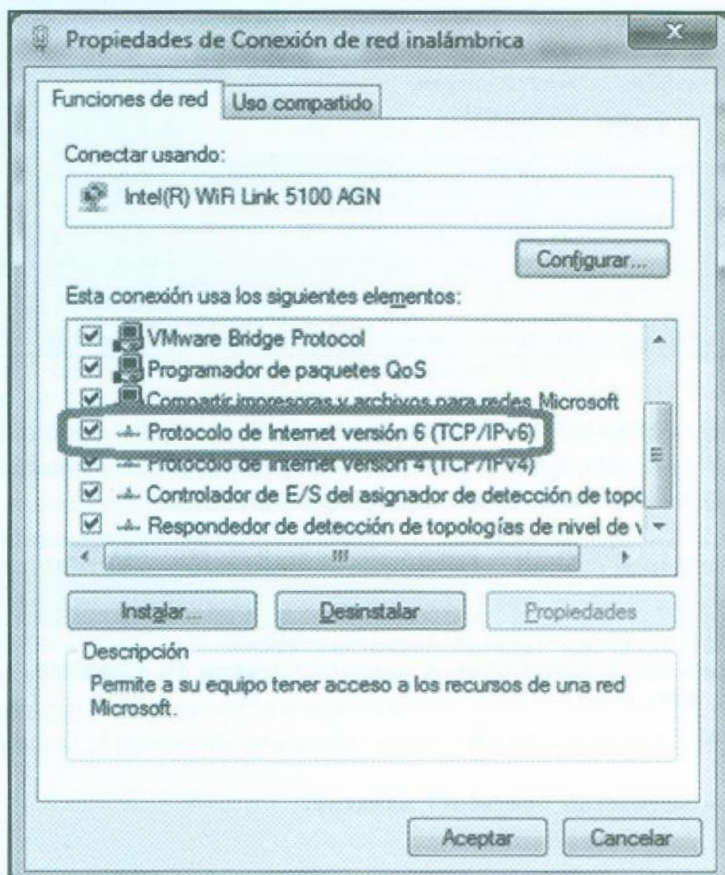 Propiedades de Conexión de red inalámbrica
Funciones de red
Uso compartido
Conectar usando:
Intel(R) WiFi Link 5100 AGN
Configurar...
Esta conexión usa los siguientes elementos:
VMware Bridge Protocol
Programador de paquetes QoS
Compartir impresoras y archivos para redes Microsoft
Protocolo de Internet versión 6 (TCP/IPv6)
Protocolo de Internet versión 4 (TCP/IPv4)
Controlador de E/S del asignador de detección de topc
Respondedor de detección de topologías de nivel de v
Instalar...
Desinstalar
Propiedades
Descripción
Permite a su equipo tener acceso a los recursos de una red
Microsoft.
Aceptar
Cancelar